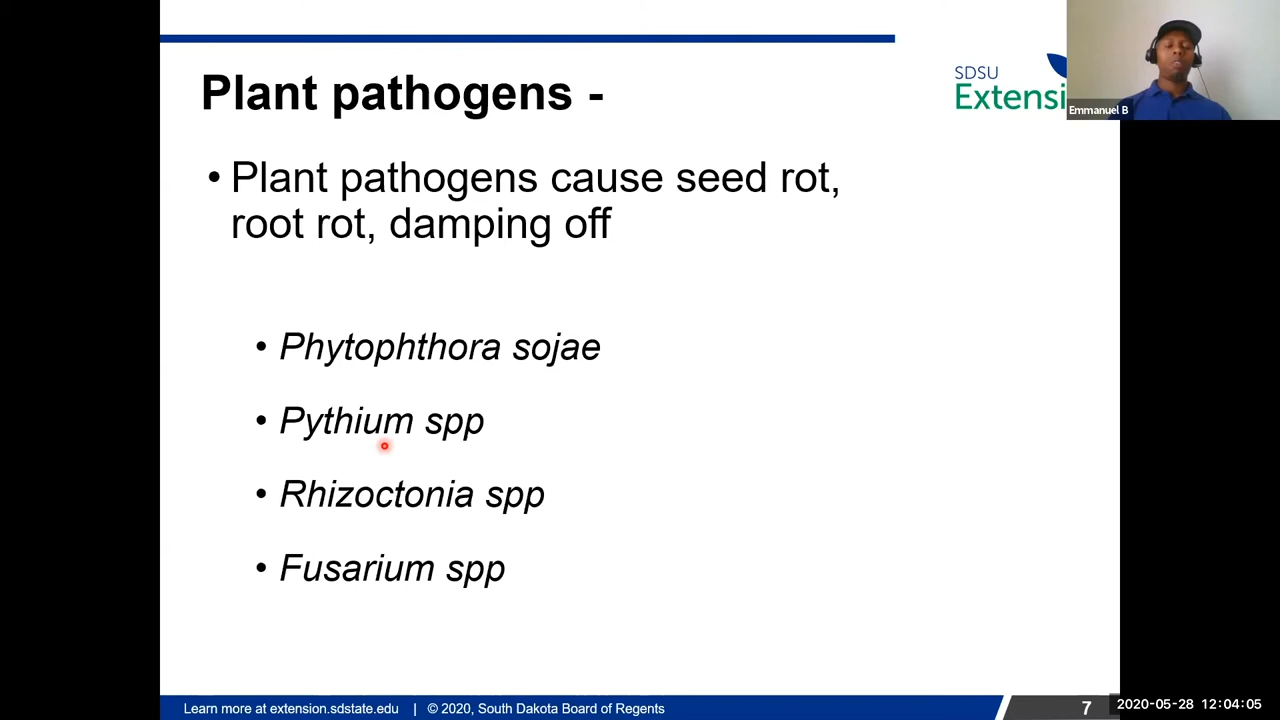 Plant pathogens -
SDSU
Extensi
Emmanuel B
• Plant pathogens cause seed rot,
root rot, damping off
• Phytophthora sojae
• Pythium spp
• Rhizoctonia spp
• Fusarium spp
Learn more at extension.sdstate.edu | © 2020, South Dakota Board of Regents
7
2020-05-28 12:04:05